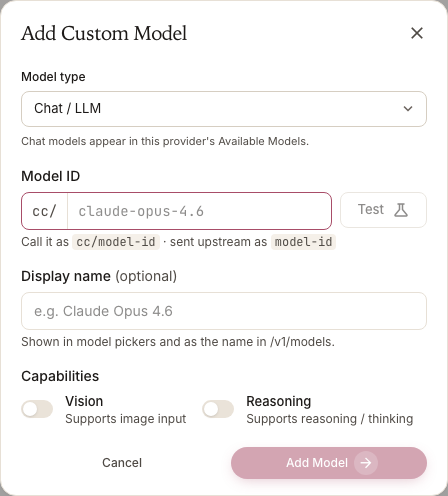 Add Custom Model
Model type
Chat / LLM
Chat models appear in this provider's Available Models.
Model ID
cc/ claude-opus-4.6 Test
Call it as cc/model-id · sent upstream as model-id
Display name (optional)
e.g. Claude Opus 4.6
Shown in model pickers and as the name in /v1/models.
Capabilities
Vision Reasoning
Supports image input Supports reasoning / thinking
Cancel Add Model